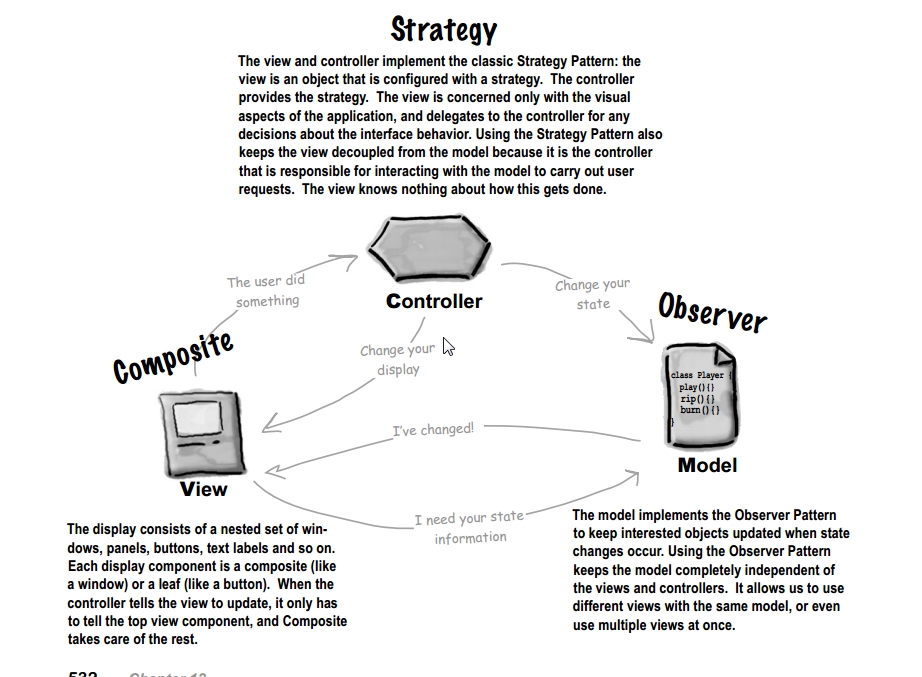 Strategy
The view and controller implement the classic Strategy Pattern: the
view is an object that is configured with a strategy. The controller
provides the strategy. The view is concerned only with the visual
aspects of the application, and delegates to the controller for any
decisions about the interface behavior. Using the Strategy Pattern also
keeps the view decoupled from the model because it is the controller
that is responsible for interacting with the model to carry out user
requests. The view knows nothing about how this gets done.
The user did
something
Controller
Change your
state
Observer
Composite
Change your
display
class Player {
play(){}
rip(){}
burn(){}
}
I've changed!
Model
View
I need your state
information
The display consists of a nested set of win-
dows, panels, buttons, text labels and so on.
Each display component is a composite (like
a window) or a leaf (like a button). When the
controller tells the view to update, it only has
to tell the top view component, and Composite
takes care of the rest.
The model implements the Observer Pattern
to keep interested objects updated when state
changes occur. Using the Observer Pattern
keeps the model completely independent of
the views and controllers. It allows us to use
different views with the same model, or even
use multiple views at once.
532 Chapter 12